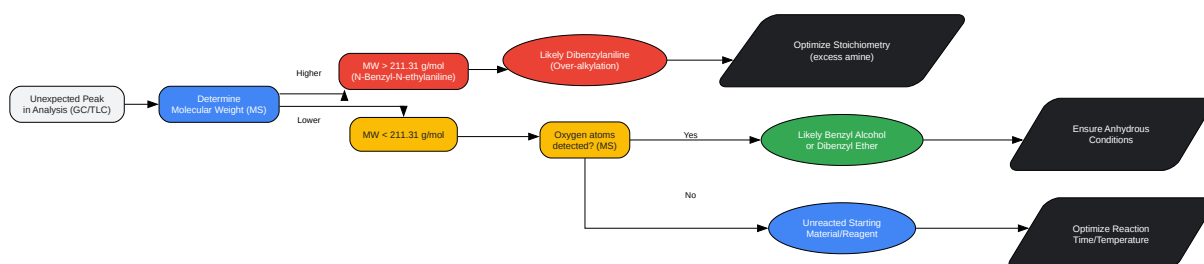 Unexpected Peak
in Analysis (GC/TLC)
Determine
Molecular Weight (MS)
Higher
Lower
MW > 211.31 g/mol
(N-Benzyl-N-ethylaniline)
MW < 211.31 g/mol
Likely Dibenzylaniline
(Over-alkylation)
Optimize Stoichiometry
(excess amine)
Oxygen atoms
detected? (MS)
Yes
Likely Benzyl Alcohol
or Dibenzyl Ether
Ensure Anhydrous
Conditions
No
Unreacted Starting
Material/Reagent
Optimize Reaction
Time/Temperature